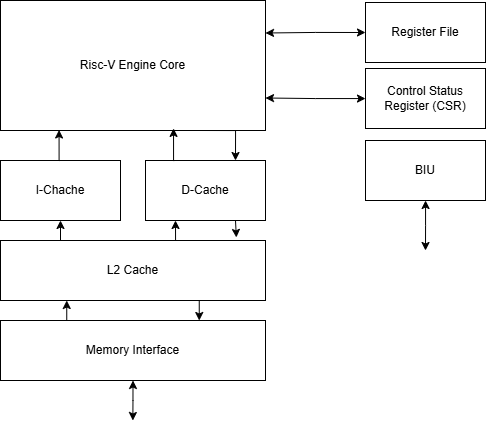 Risc-V Engine Core
Register File
Control Status
Register (CSR)
I-Chache
D-Cache
BIU
L2 Cache
Memory Interface